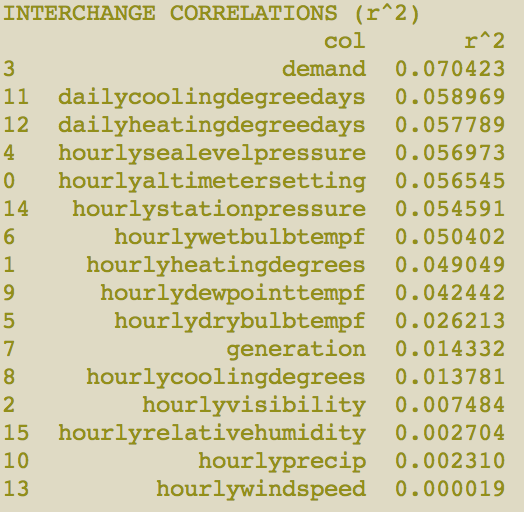 INTERCHANGE CORRELATIONS (r^2)
col r^2
3 demand 0.070423
11 dailycoolingdegreedays 0.058969
12 dailyheatingdegreedays 0.057789
4 hourlysealevelpressure 0.056973
0 hourlyaltimetersetting 0.056545
14 hourlystationpressure 0.054591
6 hourlywetbulbtempf 0.050402
1 hourlyheatingdegrees 0.049049
9 hourlydewpointtempf 0.042442
5 hourlydrybulbtempf 0.026213
7 generation 0.014332
8 hourlycoolingdegrees 0.013781
2 hourlyvisibility 0.007484
15 hourlyrelativehumidity 0.002704
10 hourlyprecip 0.002310
13 hourlywindspeed 0.000019